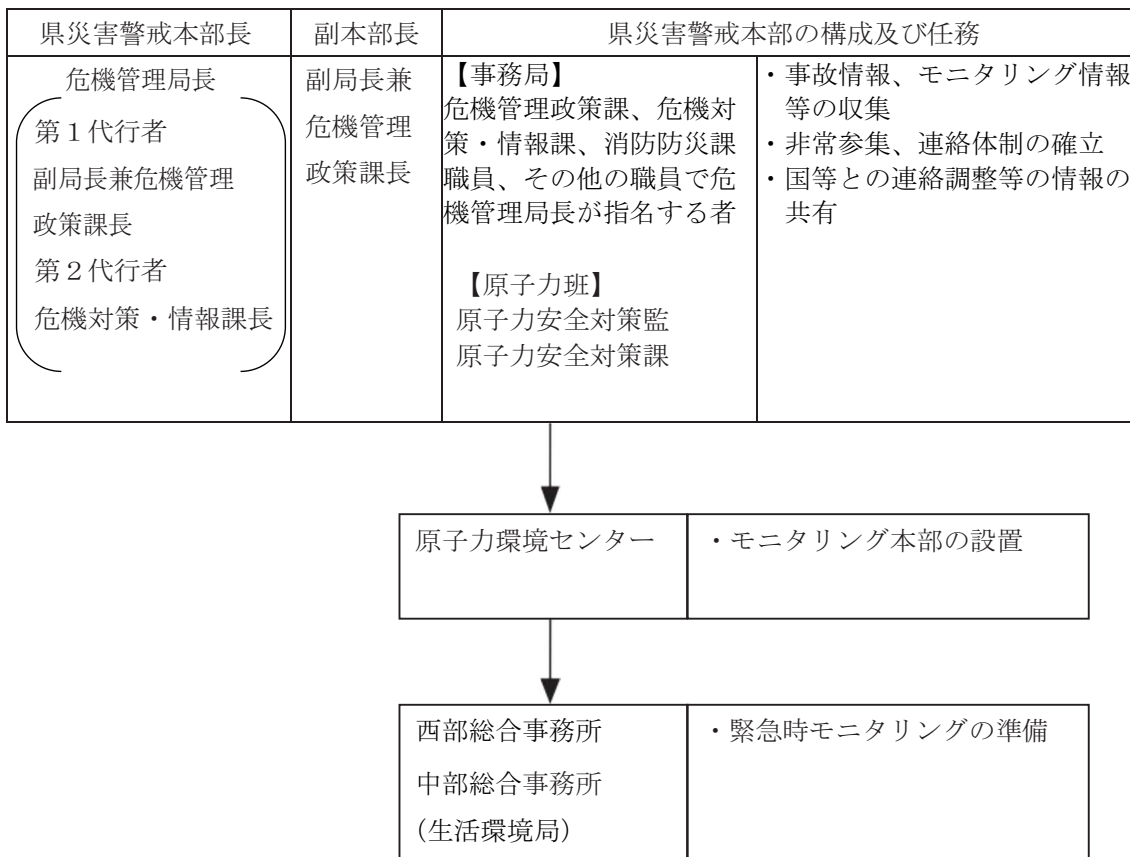 県災害警戒本部長
副本部長
県災害警戒本部の構成及び任務
危機管理局長
第1代行者
副局長兼危機管理
政策課長
第2代行者
危機対策・情報課長
副局長兼
危機管理
政策課長
【事務局】
危機管理政策課、危機対
策・情報課、消防防災課
職員、その他の職員で危
機管理局長が指名する者
【原子力班】
原子力安全対策監
原子力安全対策課
・事故情報、モニタリング情報
等の収集
・非常参集、連絡体制の確立
・国等との連絡調整等の情報の
共有
原子力環境センター
・モニタリング本部の設置
西部総合事務所
中部総合事務所
(生活環境局)
・緊急時モニタリングの準備